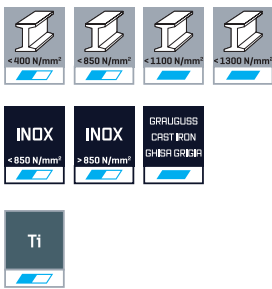 <400 N/mm² <850 N/mm² <1100 N/mm² <1300 N/mm²
INOX
<850 N/mm²
INOX
>850 N/mm²
GRAUGUSS
CAST IRON
GHISA GRIGIA
Ti